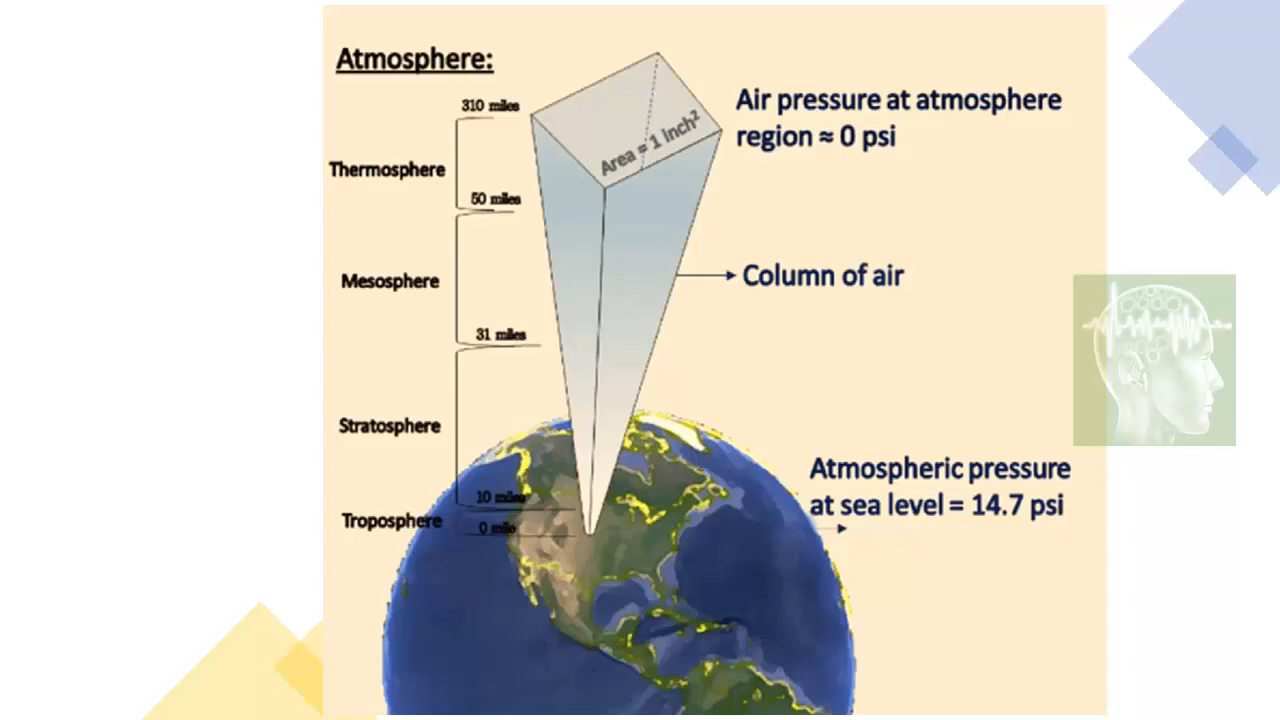 Atmosphere:
310 miles
Thermosphere
50 miles
Mesosphere
31 miles
Stratosphere
10 miles
Troposphere
0 mile
Area = 1 inch²
Air pressure at atmosphere
region ≈ 0 psi
Column of air
Atmospheric pressure
at sea level = 14.7 psi